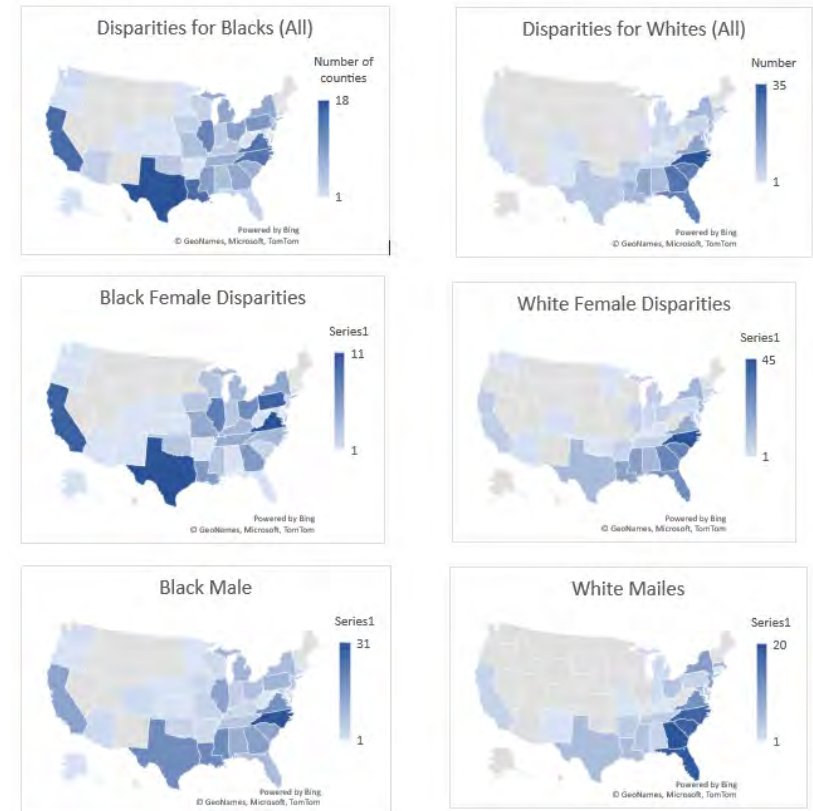 Disparities for Blacks (All)
Number of
counties
18
1
Powered by Bing
© GeoNames, Microsoft, TomTom
Disparities for Whites (All)
Number
35
1
Powered by Bing
© GeoNames, Microsoft, TomTom
Black Female Disparities
Series1
11
1
Powered by Bing
© GeoNames, Microsoft, TomTom
White Female Disparities
Series1
45
1
Powered by Bing
© GeoNames, Microsoft, TomTom
Black Male
Series1
31
1
Powered by Bing
© GeoNames, Microsoft, TomTom
White Mailes
Series1
20
1
Powered by Bing
© GeoNames, Microsoft, TomTom